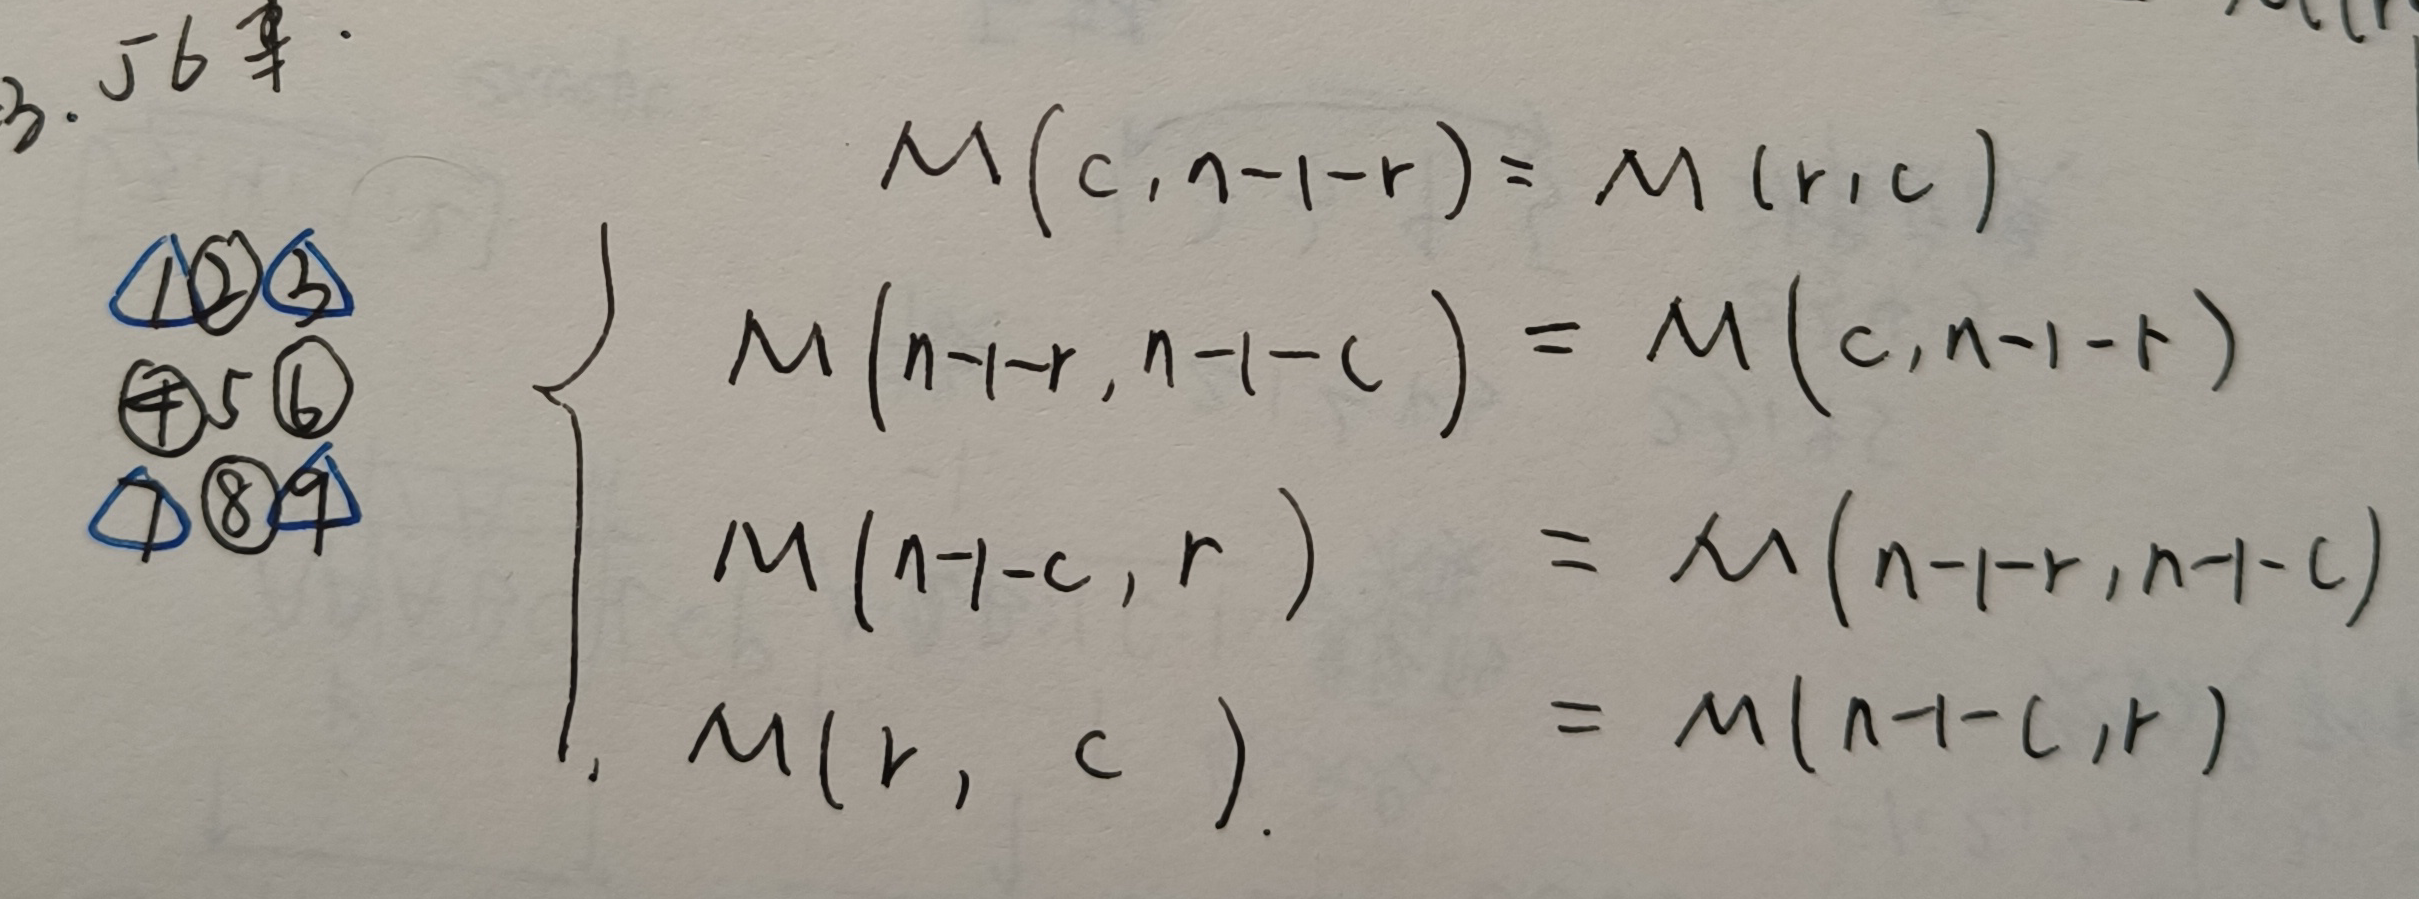 M(r
3. 56
M(c, n-1-r) = M(r, c)
1 ② 3
④ 5 ⑥
7 ⑧ 9
{ M(n-1-r, n-1-c) = M(c, n-1-r)
M(n-1-c, r) = M(n-1-r, n-1-c)
M(r, c). = M(n-1-c, r)